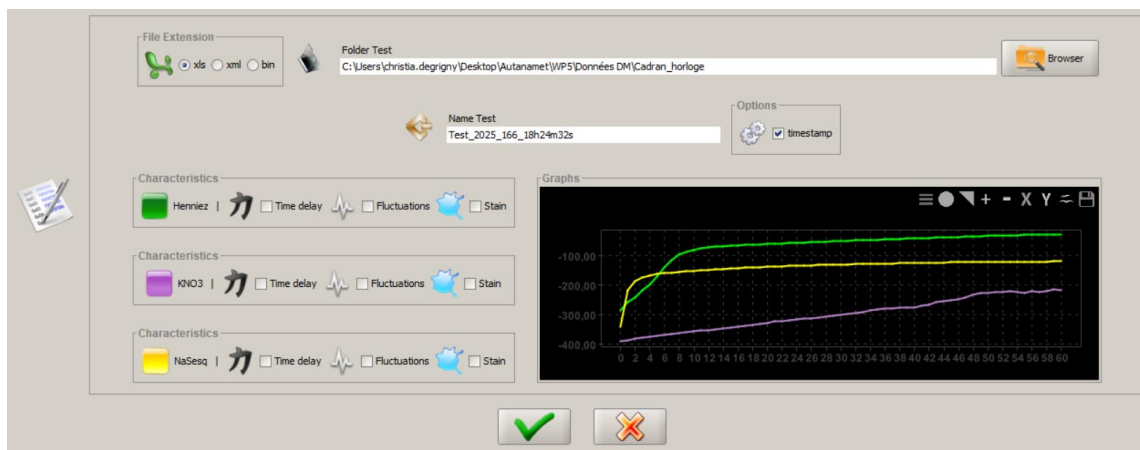 File Extension
xls xml bin
Folder Test
C:\Users\christia.degrigny\Desktop\Autanamet\WP5\Données DM\Cadran_horloge
Browser
Name Test
Test_2025_166_18h24m32s
Options
timestamp
Characteristics
Henniez | Time delay Fluctuations Stain
Characteristics
KNO3 | Time delay Fluctuations Stain
Characteristics
NaSesq | Time delay Fluctuations Stain
Graphs
+ - X Y
-100,00
-200,00
-300,00
-400,00
0 2 4 6 8 10 12 14 16 18 20 22 24 26 28 30 32 34 36 38 40 42 44 46 48 50 52 54 56 58 60